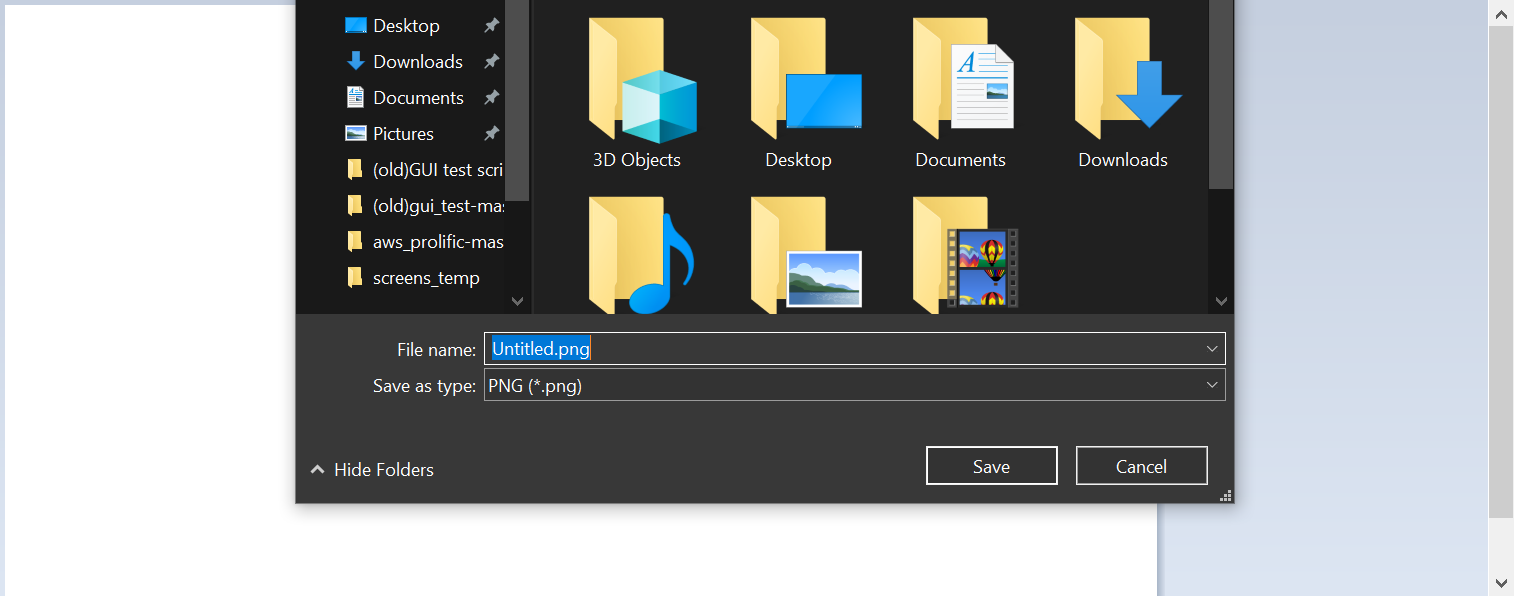 Desktop
Downloads
Documents
Pictures
(old)GUI test scri
(old)gui_test-mas
aws_prolific-mas
screens_temp
3D Objects
Desktop
Documents
Downloads
File name: Untitled.png
Save as type: PNG (*.png)
Hide Folders
Save
Cancel